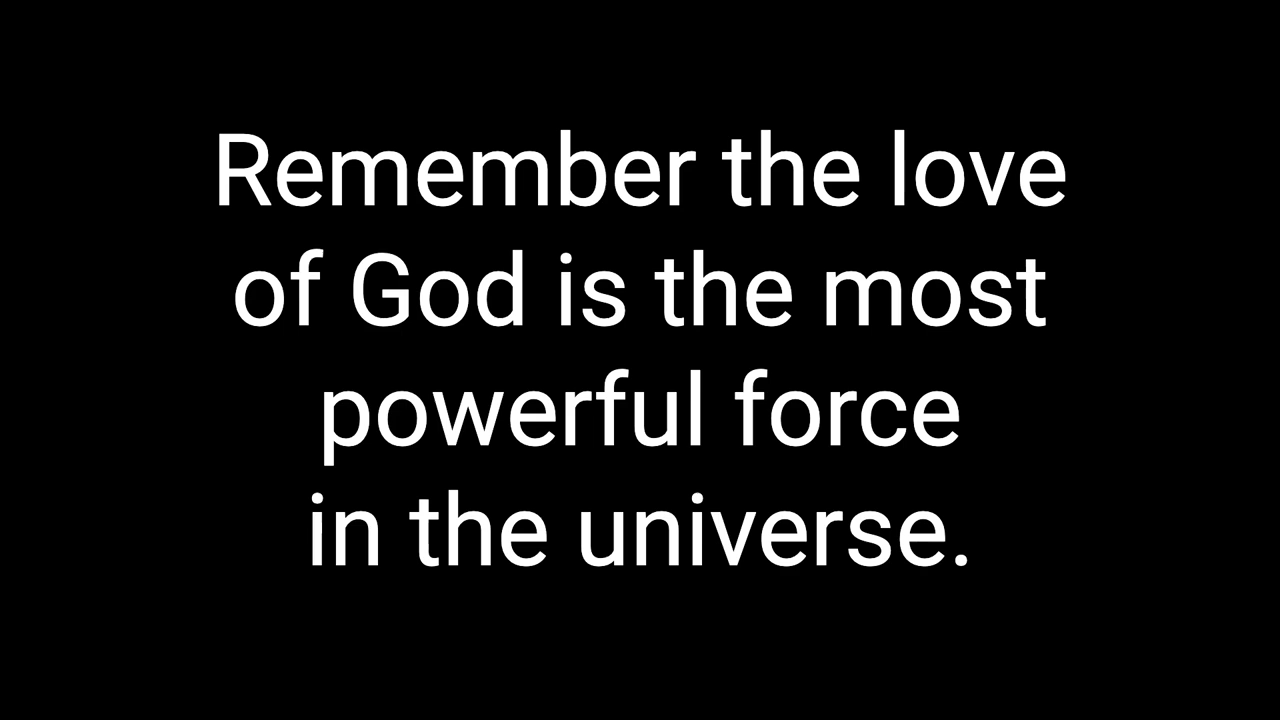 Remember the love
of God is the most
powerful force
in the universe.